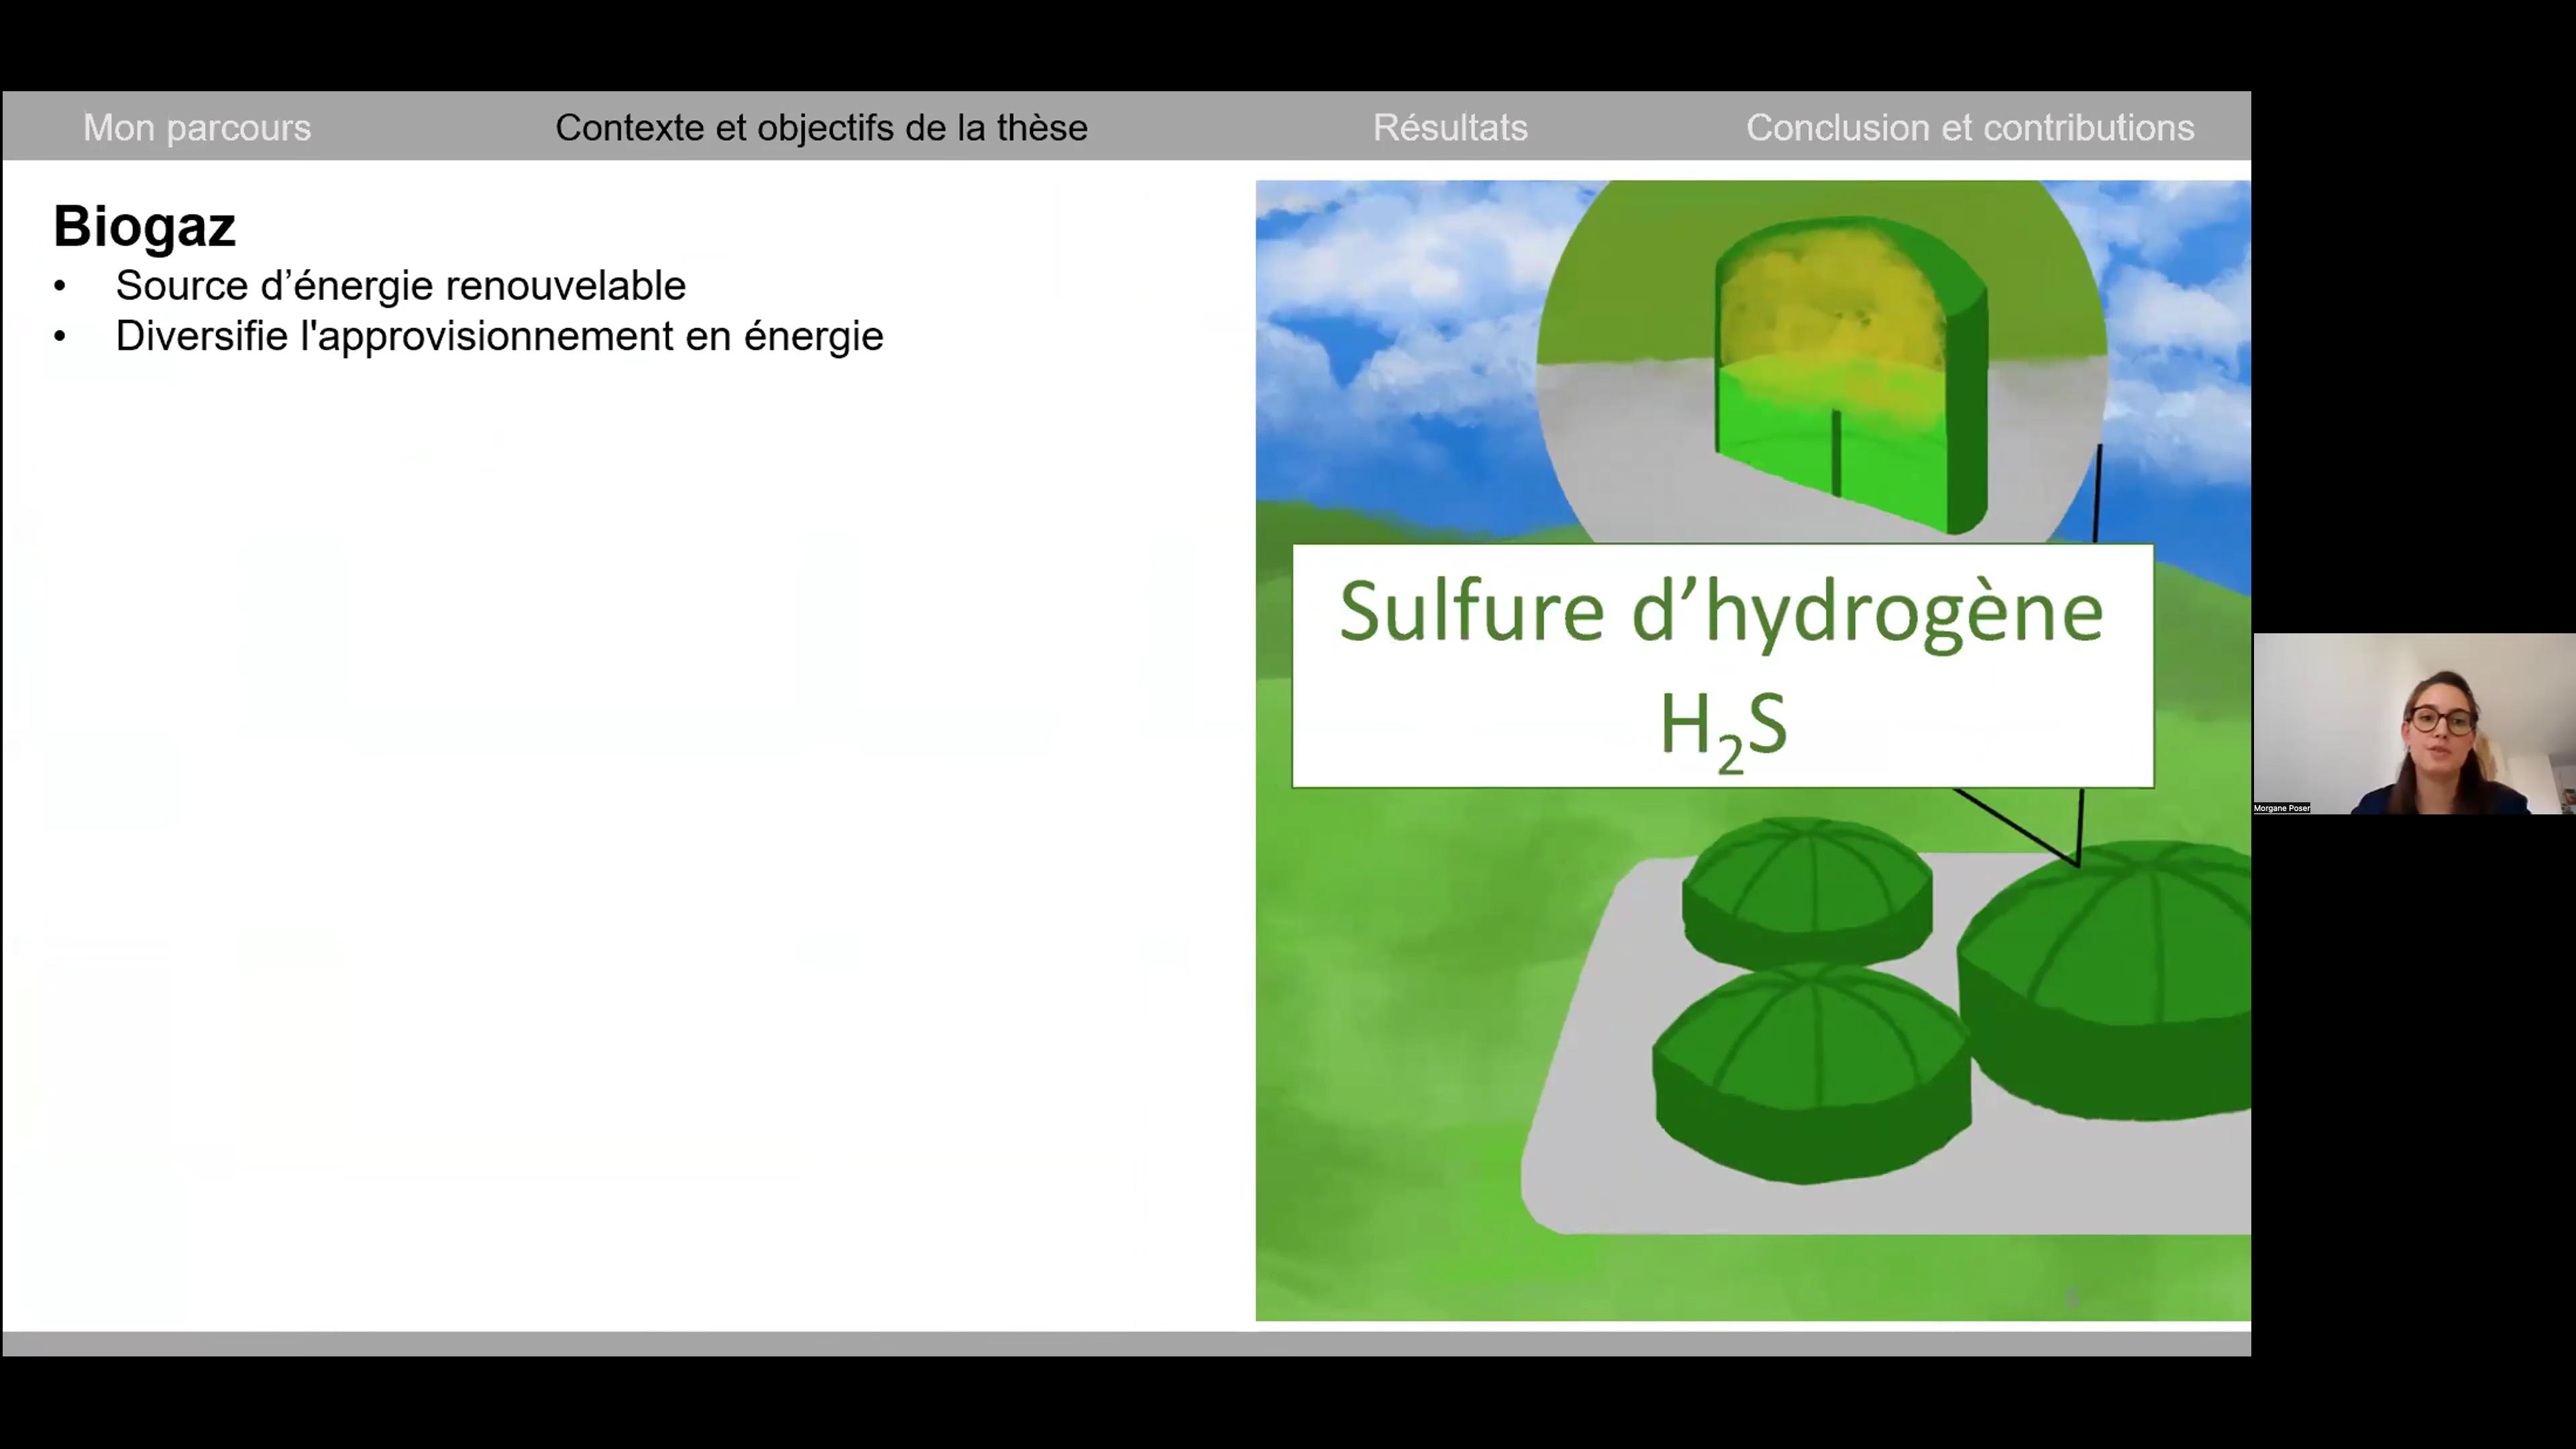 Mon parcours
Contexte et objectifs de la thèse
Résultats
Conclusion et contributions
Biogaz
• Source d’énergie renouvelable
• Diversifie l'approvisionnement en énergie
Sulfure d’hydrogène
H₂S
Morgane Poser
6